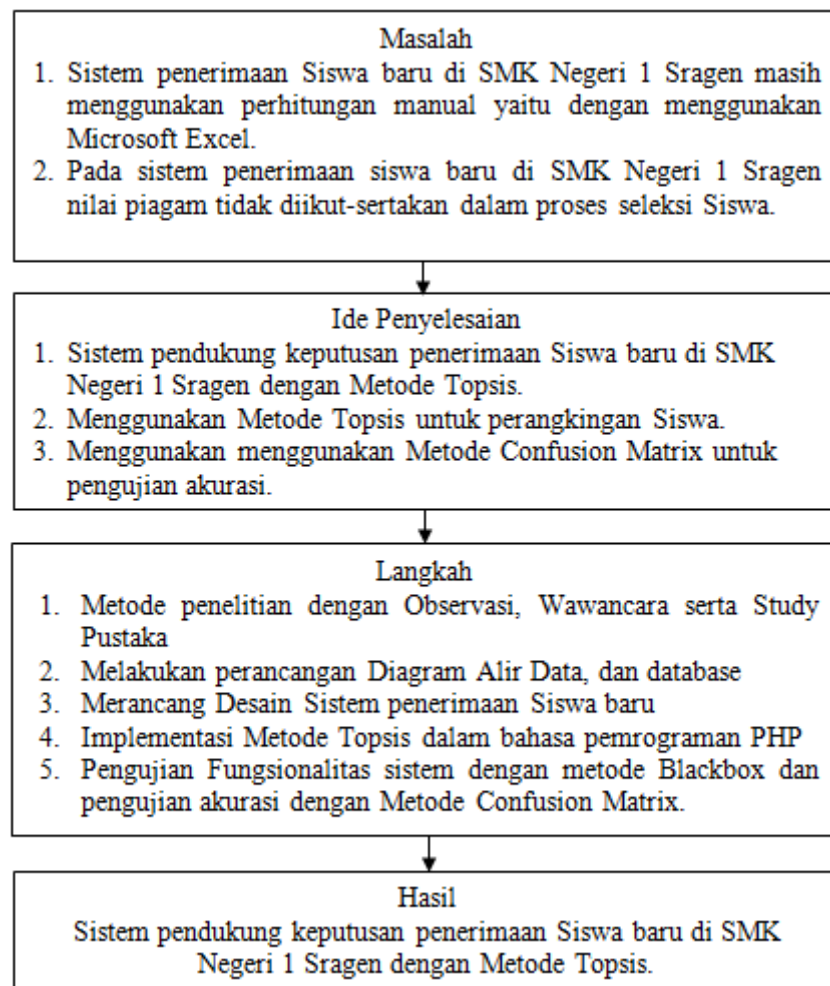 Masalah
1. Sistem penerimaan Siswa baru di SMK Negeri 1 Sragen masih
menggunakan perhitungan manual yaitu dengan menggunakan
Microsoft Excel.
2. Pada sistem penerimaan siswa baru di SMK Negeri 1 Sragen
nilai piagam tidak diikut-sertakan dalam proses seleksi Siswa.
Ide Penyelesaian
1. Sistem pendukung keputusan penerimaan Siswa baru di SMK
Negeri 1 Sragen dengan Metode Topsis.
2. Menggunakan Metode Topsis untuk perangkingan Siswa.
3. Menggunakan menggunakan Metode Confusion Matrix untuk
pengujian akurasi.
Langkah
1. Metode penelitian dengan Observasi, Wawancara serta Study
Pustaka
2. Melakukan perancangan Diagram Alir Data, dan database
3. Merancang Desain Sistem penerimaan Siswa baru
4. Implementasi Metode Topsis dalam bahasa pemrograman PHP
5. Pengujian Fungsionalitas sistem dengan metode Blackbox dan
pengujian akurasi dengan Metode Confusion Matrix.
Hasil
Sistem pendukung keputusan penerimaan Siswa baru di SMK
Negeri 1 Sragen dengan Metode Topsis.